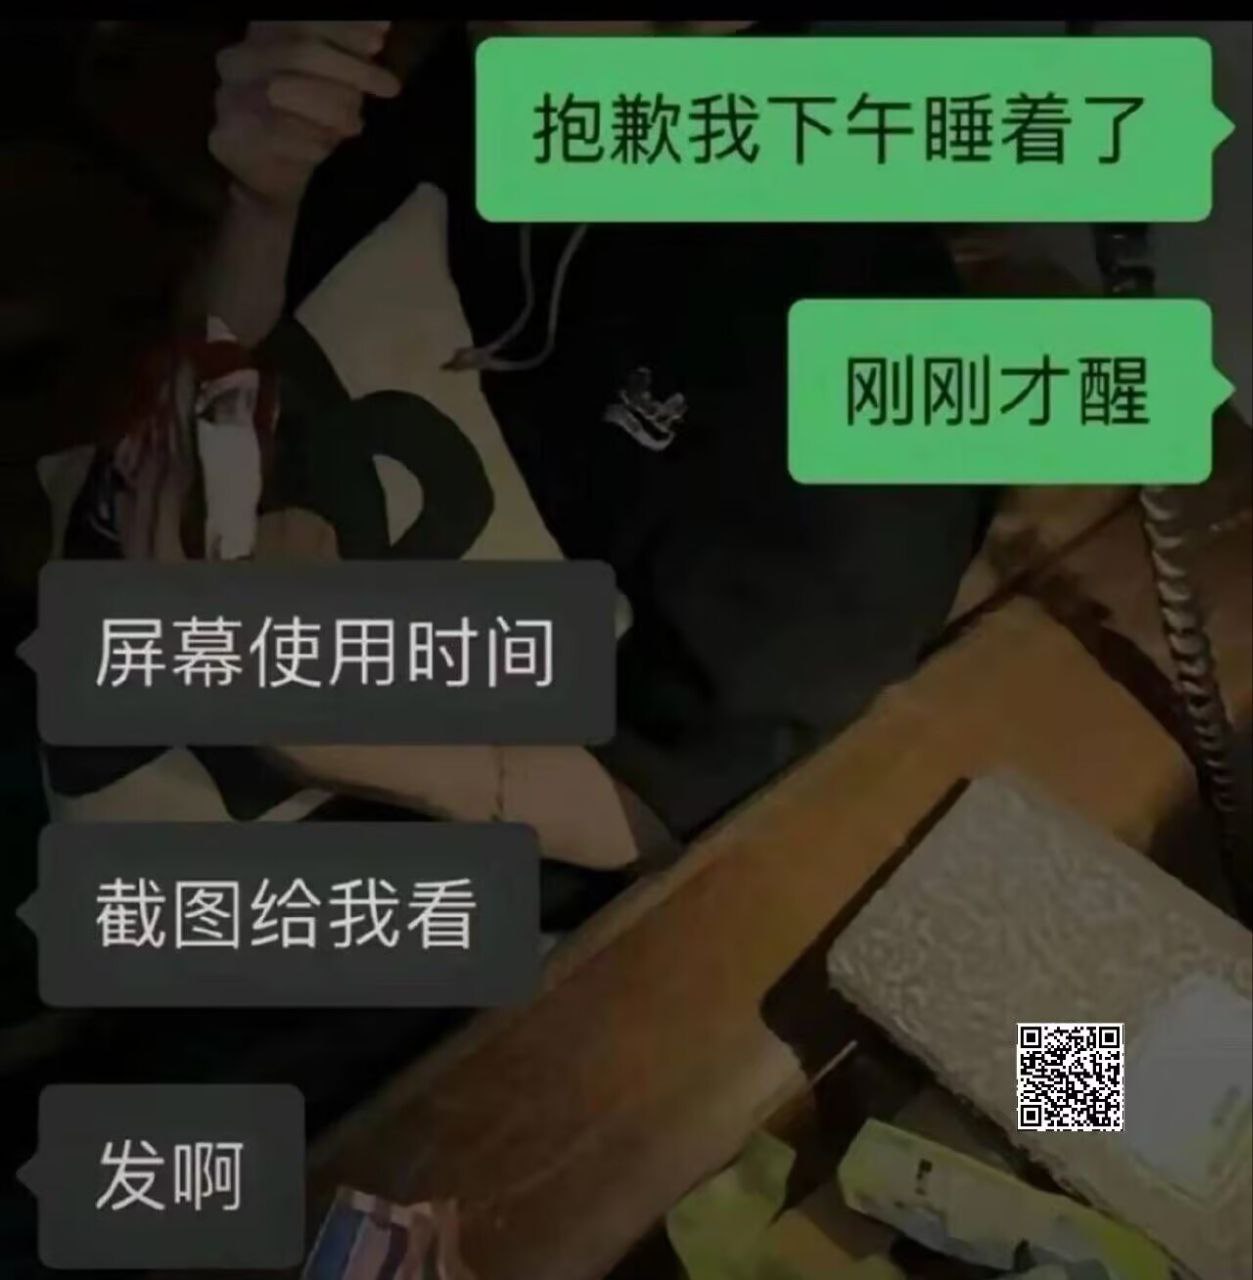 抱歉我下午睡着了
刚刚才醒
屏幕使用时间
截图给我看
发啊